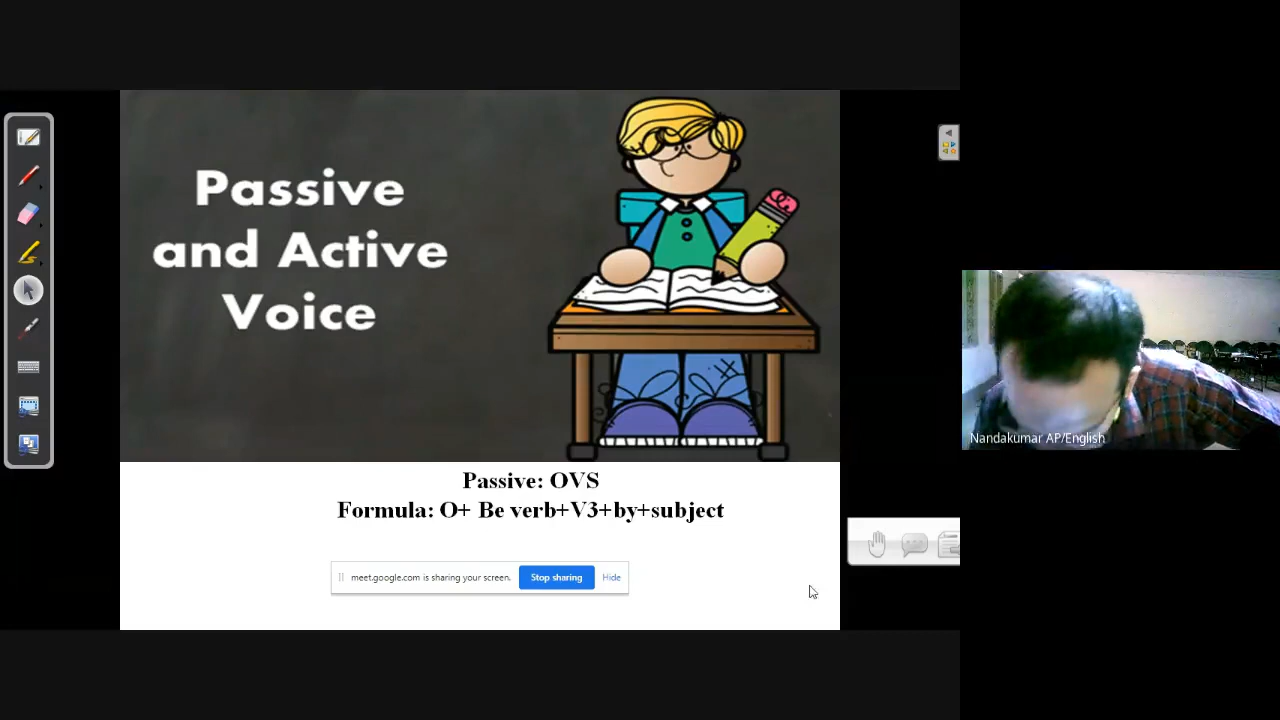 Passive
and Active
Voice
Passive: OVS
Formula: O+ Be verb+V3+by+subject
meet.google.com is sharing your screen.
Stop sharing
Hide
Nandakumar AP/English